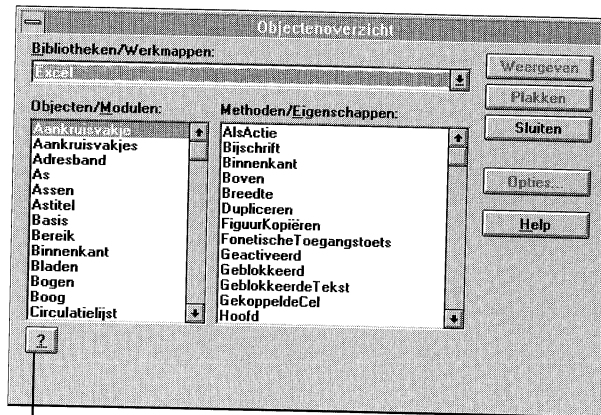 Objectenoverzicht
Bibliotheken/Werkmappen:
Excel
Weergeven
Plakken
Sluiten
Opties...
Help
Objecten/Modulen:
Aankruisvakje
Aankruisvakjes
Adresband
As
Assen
Astitel
Basis
Bereik
Binnenkant
Bladen
Bogen
Boog
Circulatielijst
Methoden/Eigenschappen:
AlsActie
Bijschrift
Binnenkant
Boven
Breedte
Dupliceren
FiguurKopiëren
FonetischeToegangstoets
Geactiveerd
Geblokkeerd
GeblokkeerdeTekst
GekoppeldeCel
Hoofd
?